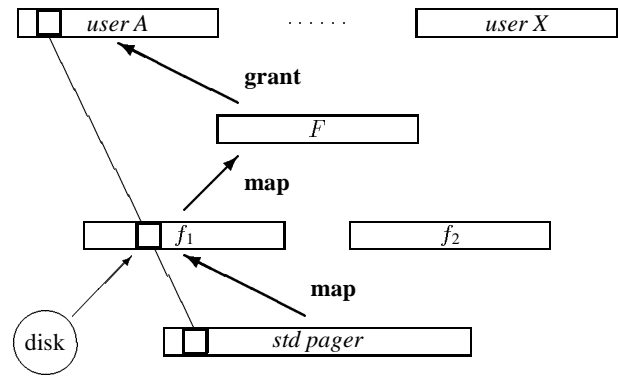 user A
· · · · · ·
user X
grant
F
map
f₁
f₂
map
disk
std pager